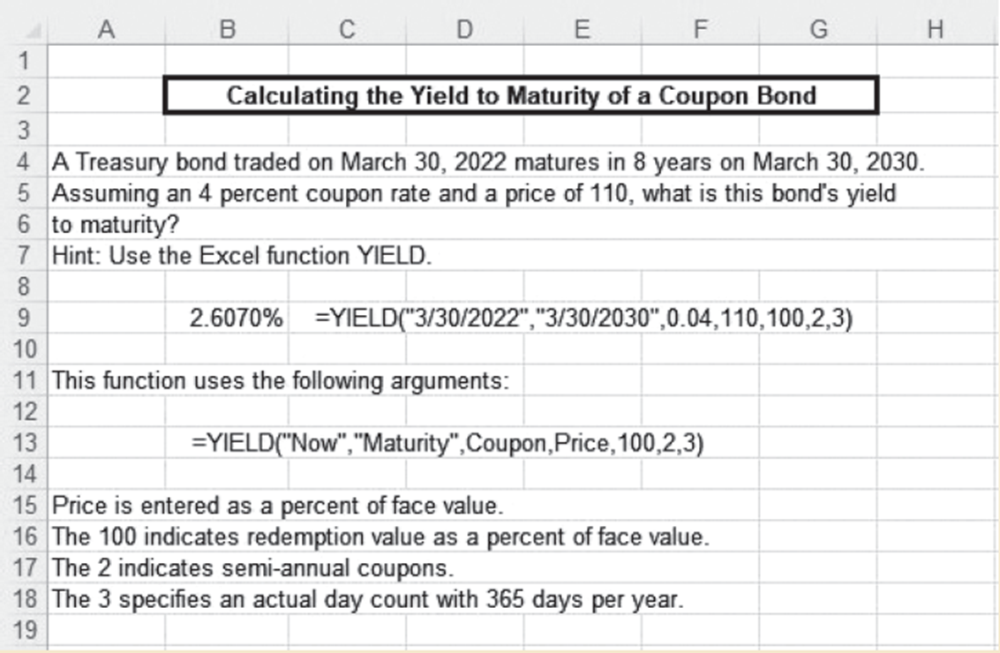 A B C D E F G H
1
2 Calculating the Yield to Maturity of a Coupon Bond
3
4 A Treasury bond traded on March 30, 2022 matures in 8 years on March 30, 2030.
5 Assuming an 4 percent coupon rate and a price of 110, what is this bond's yield
6 to maturity?
7 Hint: Use the Excel function YIELD.
8
9 2.6070% =YIELD("3/30/2022","3/30/2030",0.04,110,100,2,3)
10
11 This function uses the following arguments:
12
13 =YIELD("Now","Maturity",Coupon,Price,100,2,3)
14
15 Price is entered as a percent of face value.
16 The 100 indicates redemption value as a percent of face value.
17 The 2 indicates semi-annual coupons.
18 The 3 specifies an actual day count with 365 days per year.
19